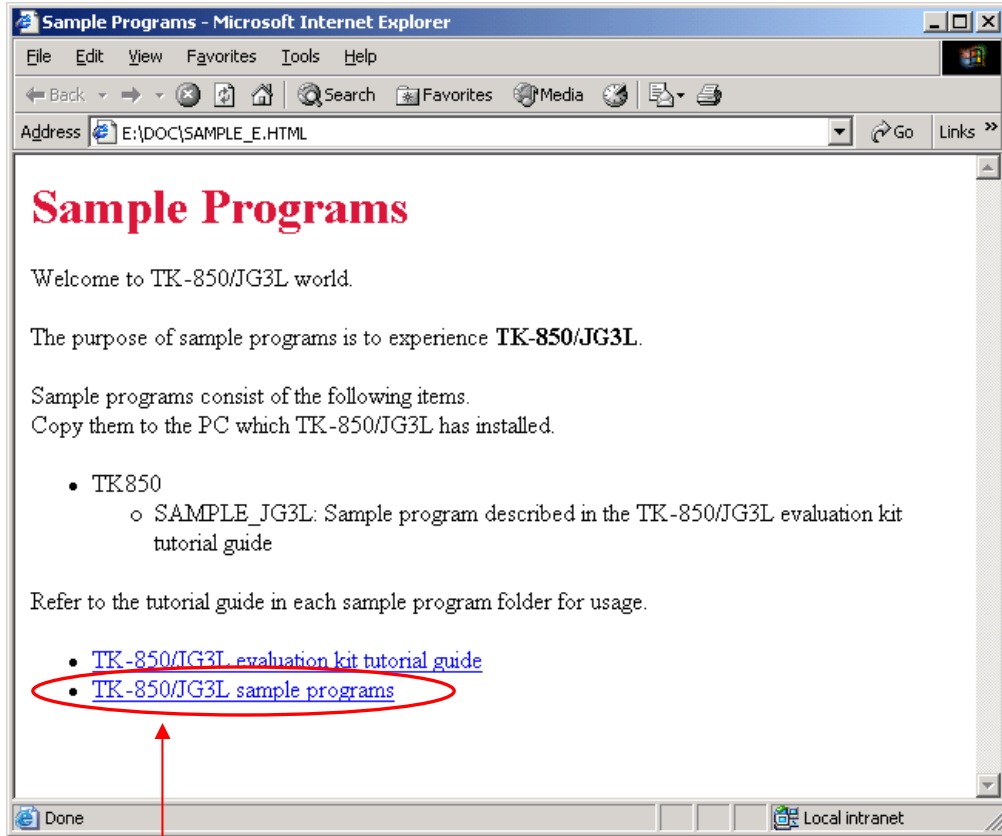 Sample Programs - Microsoft Internet Explorer
File Edit View Favorites Tools Help
Back Search Favorites Media
Address E:\DOC\SAMPLE_E.HTML Go Links »
Sample Programs
Welcome to TK-850/JG3L world.
The purpose of sample programs is to experience TK-850/JG3L.
Sample programs consist of the following items.
Copy them to the PC which TK-850/JG3L has installed.
TK850
SAMPLE_JG3L: Sample program described in the TK-850/JG3L evaluation kit
tutorial guide
Refer to the tutorial guide in each sample program folder for usage.
TK-850/JG3L evaluation kit tutorial guide
TK-850/JG3L sample programs
Done Local intranet